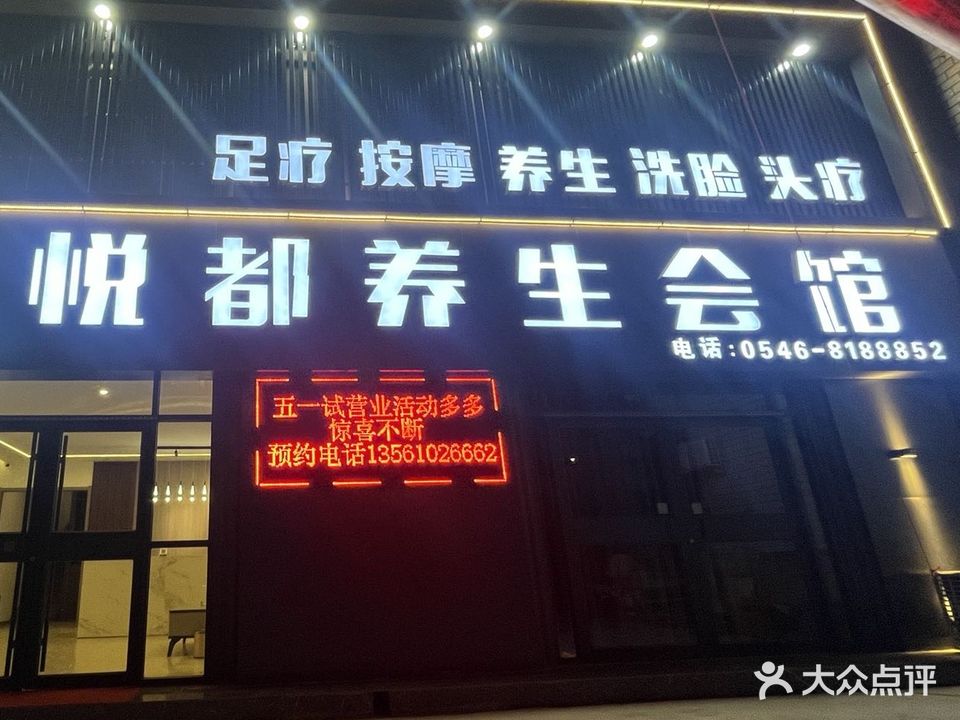 足疗 按摩 养生 洗脸 头疗
悦都养生会馆
电话:0546-8188852
五一试营业活动多多
惊喜不断
预约电话13561026662
大众点评